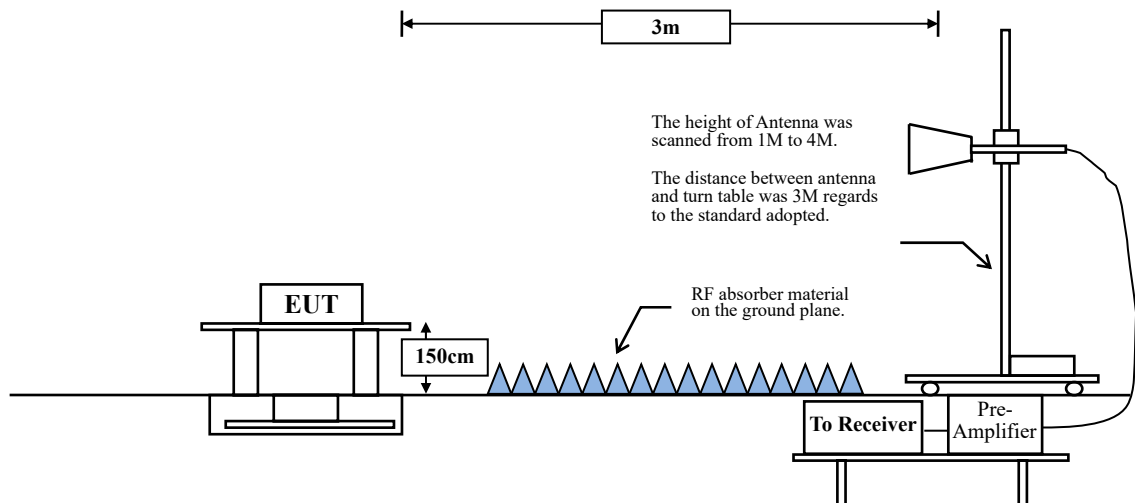 3m
The height of Antenna was
scanned from 1M to 4M.
The distance between antenna
and turn table was 3M regards
to the standard adopted.
EUT
RF absorber material
on the ground plane.
150cm
To Receiver
Pre-
Amplifier